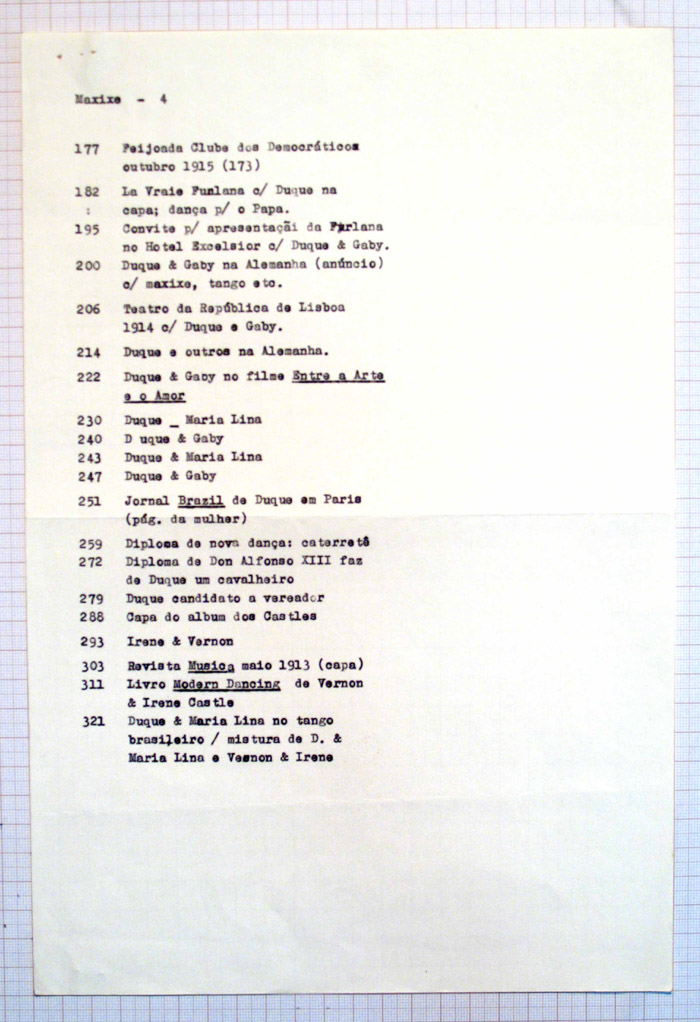 Maxixe - 4
177 Feijoada Clube dos Democráticos
outubro 1915 (173)
182 La Vraie Funlana c/ Duque na
: capa; dança p/ o Papa.
195 Convite p/ apresentaçãi da Furlana
no Hotel Excelsior c/ Duque & Gaby.
200 Duque & Gaby na Alemanha (anúncio)
c/ maxixe, tango etc.
206 Teatro da República de Lisboa
1914 c/ Duque e Gaby.
214 Duque e outros na Alemanha.
222 Duque & Gaby no filme Entre a Arte
e o Amor
230 Duque _ Maria Lina
240 D uque & Gaby
243 Duque & Maria Lina
247 Duque & Gaby
251 Jornal Brazil de Duque em Paris
(pág. da mulher)
259 Diploma de nova dança: caterretê
272 Diploma de Don Alfonso XIII faz
de Duque um cavalheiro
279 Duque candidato a vereador
288 Capa do album dos Castles
293 Irene & Vernon
303 Revista Musica maio 1913 (capa)
311 Livro Modern Dancing de Vernon
& Irene Castle
321 Duque & Maria Lina no tango
brasileiro / mistura de D. &
Maria Lina e Vesnon & Irene